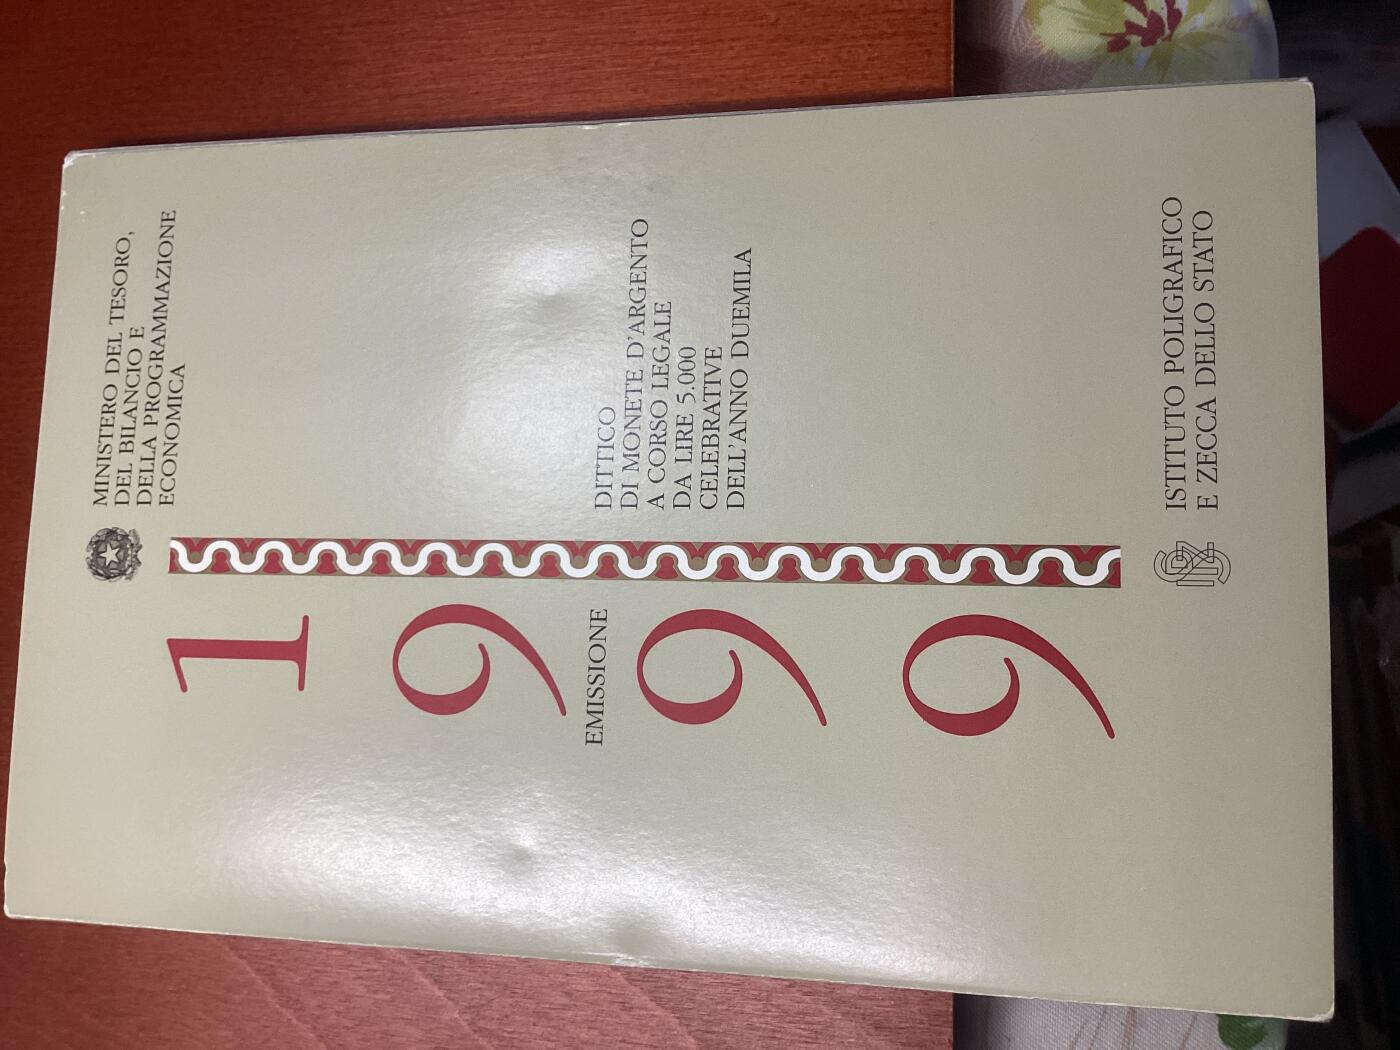 MINISTERO DEL TESORO,
DEL BILANCIO E
DELLA PROGRAMMAZIONE
ECONOMICA
1
9
9
9
EMISSIONE
DITTICO
DI MONETE D'ARGENTO
A CORSO LEGALE
DA LIRE 5.000
CELEBRATIVE
DELL'ANNO DUEMILA
ISTITUTO POLIGRAFICO
E ZECCA DELLO STATO